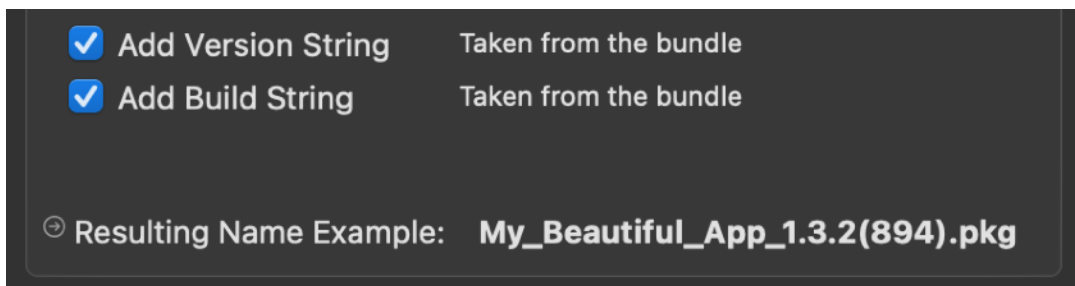 Add Version String Taken from the bundle
Add Build String Taken from the bundle
Resulting Name Example: My_Beautiful_App_1.3.2(894).pkg